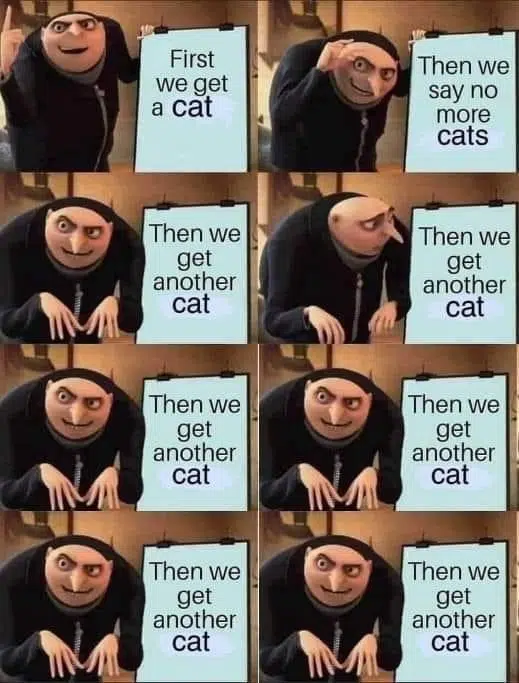 First
we get
a cat
Then we
say no
more
cats
Then we
get
another
cat
Then we
get
another
cat
Then we
get
another
cat
Then we
get
another
cat
Then we
get
another
cat
Then we
get
another
cat